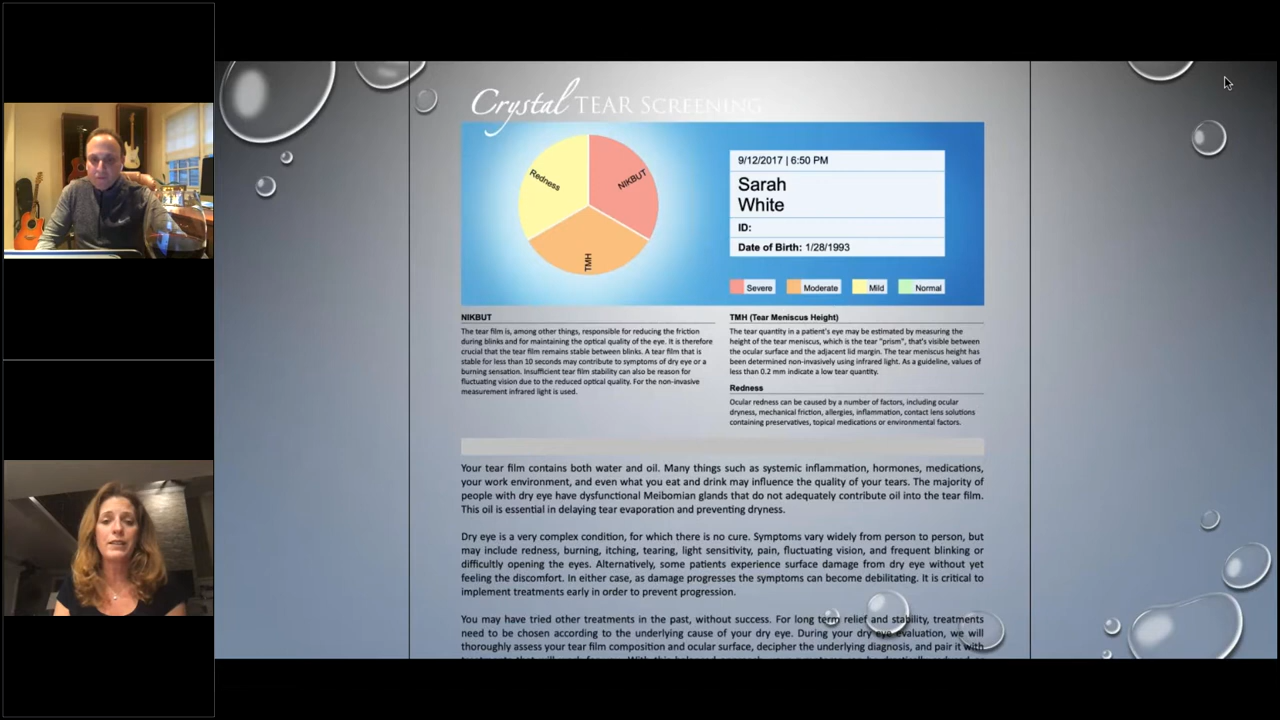 Crystal TEAR SCREENING
Redness
NIKBUT
TMH
9/12/2017 | 6:50 PM
Sarah
White
ID:
Date of Birth: 1/28/1993
Severe Moderate Mild Normal
NIKBUT
The tear film is, among other things, responsible for reducing the friction
during blinks and for maintaining the optical quality of the eye. It is therefore
crucial that the tear film remains stable between blinks. A tear film that is
stable for less than 10 seconds may contribute to symptoms of dry eye or a
burning sensation. Insufficient tear film stability can also be reason for
fluctuating vision due to the reduced optical quality. For the non-invasive
measurement infrared light is used.
TMH (Tear Meniscus Height)
The tear quantity in a patient's eye may be estimated by measuring the
height of the tear meniscus, which is the tear "prism", that's visible between
the ocular surface and the adjacent lid margin. The tear meniscus height has
been determined non-invasively using infrared light. As a guideline, values of
less than 0.2 mm indicate a low tear quantity.
Redness
Ocular redness can be caused by a number of factors, including ocular
dryness, mechanical friction, allergies, inflammation, contact lens solutions
containing preservatives, topical medications or environmental factors.
Your tear film contains both water and oil. Many things such as systemic inflammation, hormones, medications,
your work environment, and even what you eat and drink may influence the quality of your tears. The majority of
people with dry eye have dysfunctional Meibomian glands that do not adequately contribute oil into the tear film.
This oil is essential in delaying tear evaporation and preventing dryness.
Dry eye is a very complex condition, for which there is no cure. Symptoms vary widely from person to person, but
may include redness, burning, itching, tearing, light sensitivity, pain, fluctuating vision, and frequent blinking or
difficultly opening the eyes. Alternatively, some patients experience surface damage from dry eye without yet
feeling the discomfort. In either case, as damage progresses the symptoms can become debilitating. It is critical to
implement treatments early in order to prevent progression.
You may have tried other treatments in the past, without success. For long term relief and stability, treatments
need to be chosen according to the underlying cause of your dry eye. During your dry eye evaluation, we will
thoroughly assess your tear film composition and ocular surface, decipher the underlying diagnosis, and pair it with